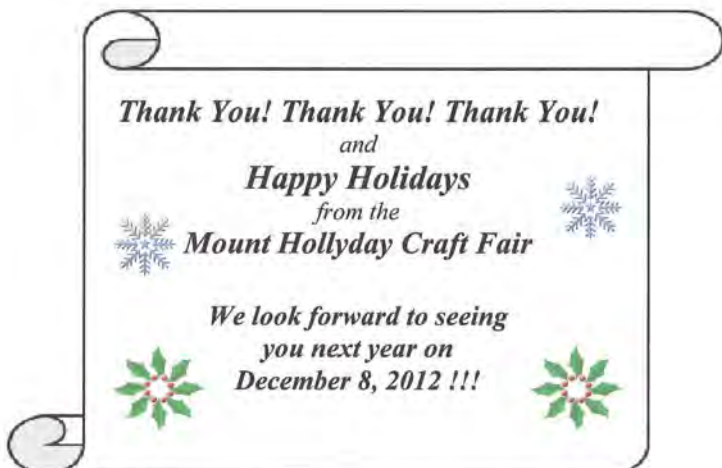 Thank You! Thank You! Thank You!
and
Happy Holidays
from the
Mount Hollyday Craft Fair
We look forward to seeing
you next year on
December 8, 2012 !!!